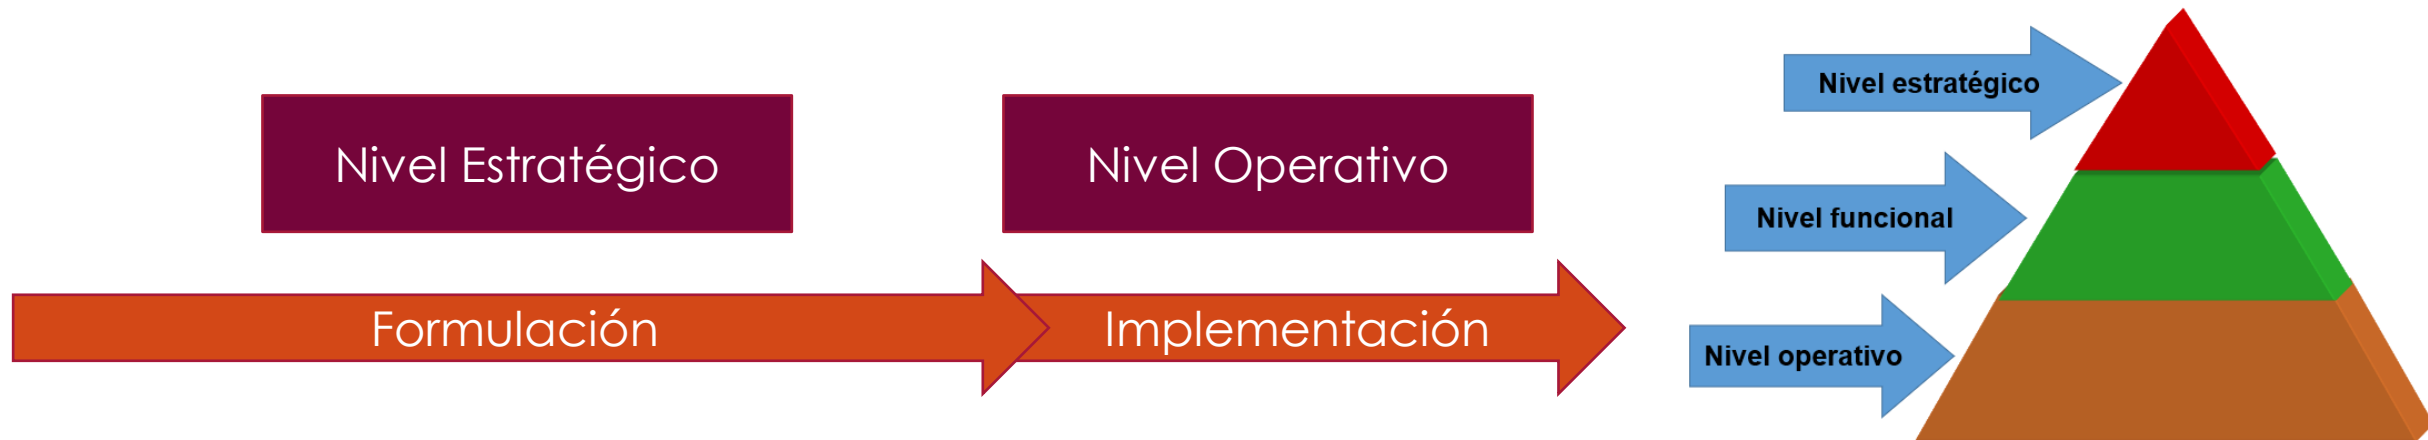 Nivel Estratégico
Nivel Operativo
Formulación
Implementación
Nivel estratégico
Nivel funcional
Nivel operativo